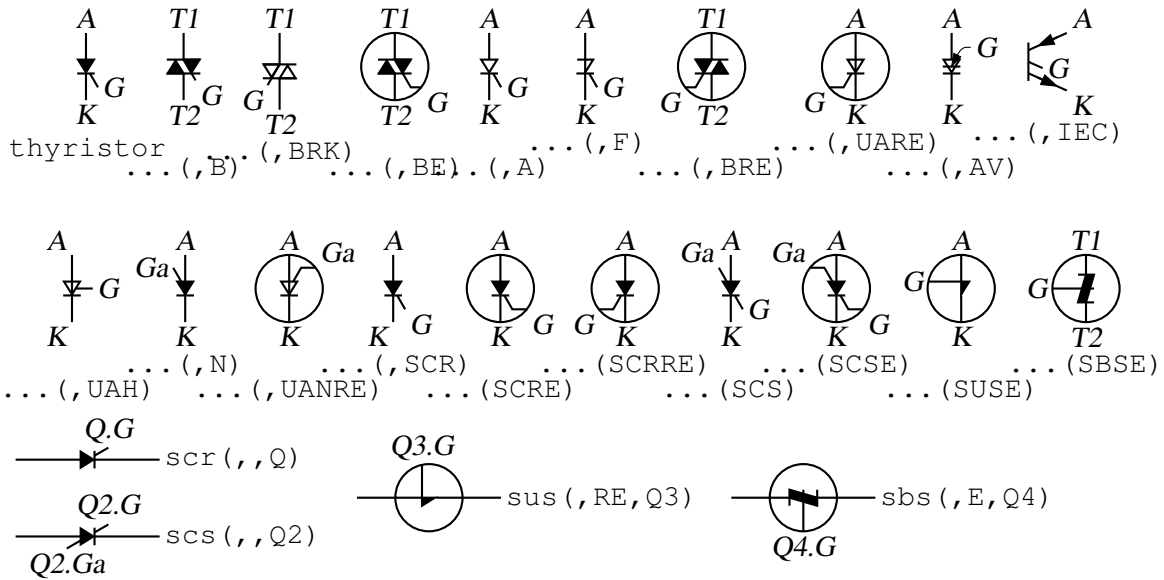 A T1 T1 T1 A A T1 A A A
G G G G G G G G G G
K T2 T2 T2 K K T2 K K K
thyristor ...(,BRK) ...(,F) ...(,UARE) ...(,IEC)
...(,B) ...(,BE) ...(,A) ...(,BRE) ...(,AV)
A A A A A A A A A T1
G Ga Ga G G G Ga G Ga G G G
K K K K K K K K K T2
...(,N) ...(,SCR) ...(SCRRE) ...(SCSE) ...(SBSE)
...(,UAH) ...(,UANRE) ...(SCRE) ...(SCS) ...(SUSE)
Q.G
scr(,,Q)
Q2.G
scs(,,Q2)
Q2.Ga
Q3.G
sus(,RE,Q3)
sbs(,E,Q4)
Q4.G